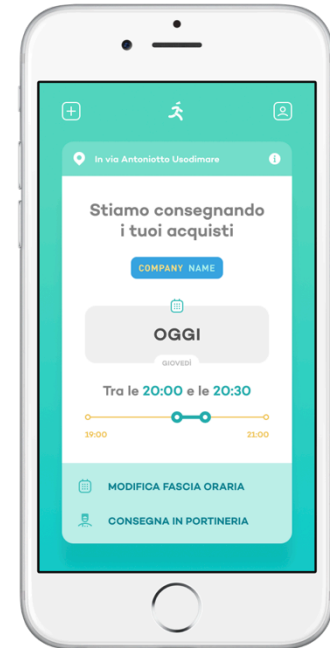 In via Antoniotto Usodimare
Stiamo consegnando
i tuoi acquisti
COMPANY NAME
OGGI
GIOVEDÌ
Tra le 20:00 e le 20:30
19:00 21:00
MODIFICA FASCIA ORARIA
CONSEGNA IN PORTINERIA